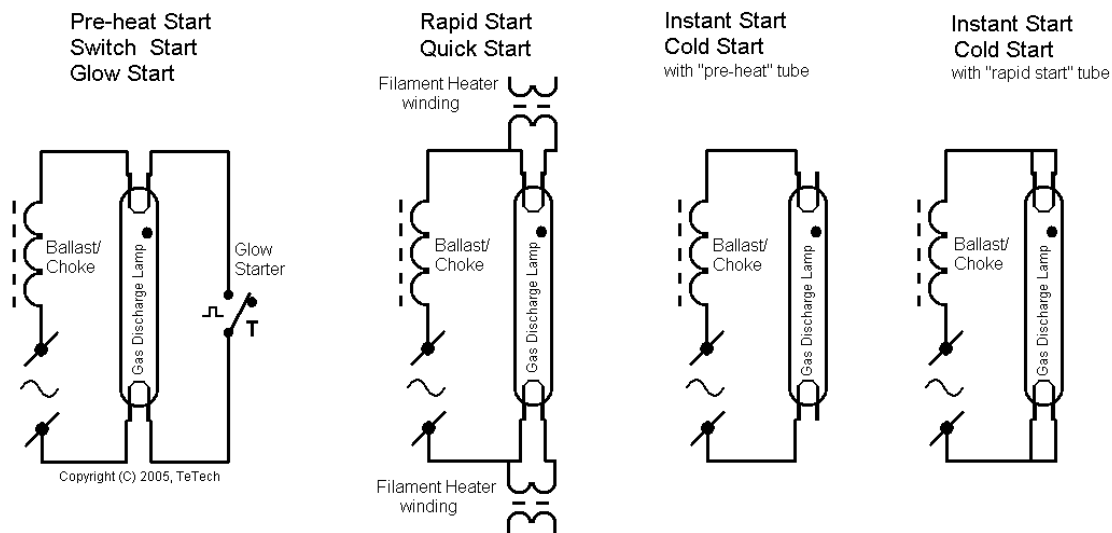 Pre-heat Start
Switch Start
Glow Start
Ballast/
Choke
Gas Discharge Lamp
Glow
Starter
T
Copyright (C) 2005, TeTech
Rapid Start
Quick Start
Filament Heater
winding
Ballast/
Choke
Gas Discharge Lamp
Filament Heater
winding
Instant Start
Cold Start
with "pre-heat" tube
Ballast/
Choke
Gas Discharge Lamp
Instant Start
Cold Start
with "rapid start" tube
Ballast/
Choke
Gas Discharge Lamp